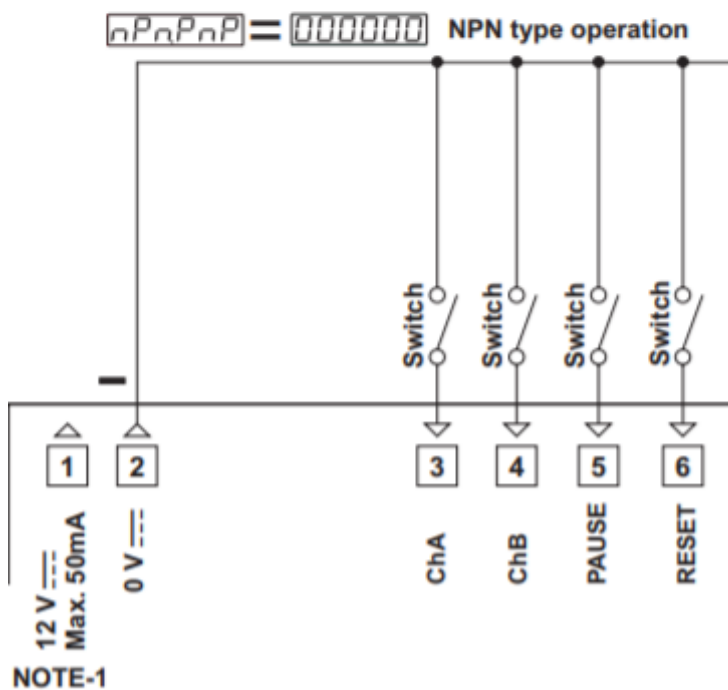 nPnPnP = 000000 NPN type operation
Switch
Switch
Switch
Switch
1
2
3
4
5
6
12 V
Max. 50mA
0 V
ChA
ChB
PAUSE
RESET
NOTE-1